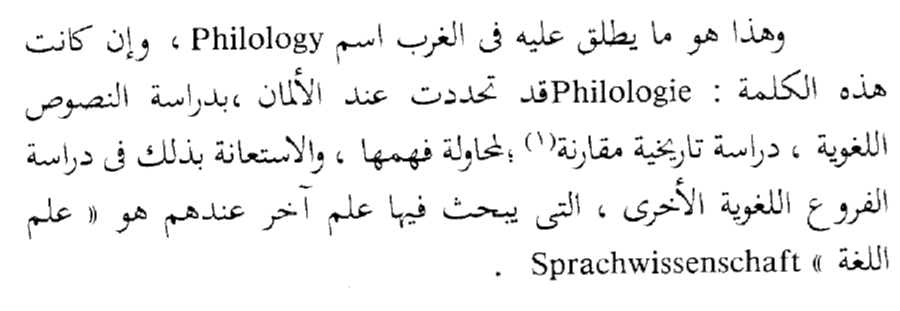 وهذا هو ما يطلق عليه فى الغرب اسم Philology ، وإن كانت
هذه الكلمة : Philologie قد تحددت عند الألمان ،بدراسة النصوص
اللغوية ، دراسة تاريخية مقارنة(١) ؛لمحاولة فهمها ، والاستعانة بذلك فى دراسة
الفروع اللغوية الأخرى ، التى يبحث فيها علم آخر عندهم هو « علم
اللغة » Sprachwissenschaft .